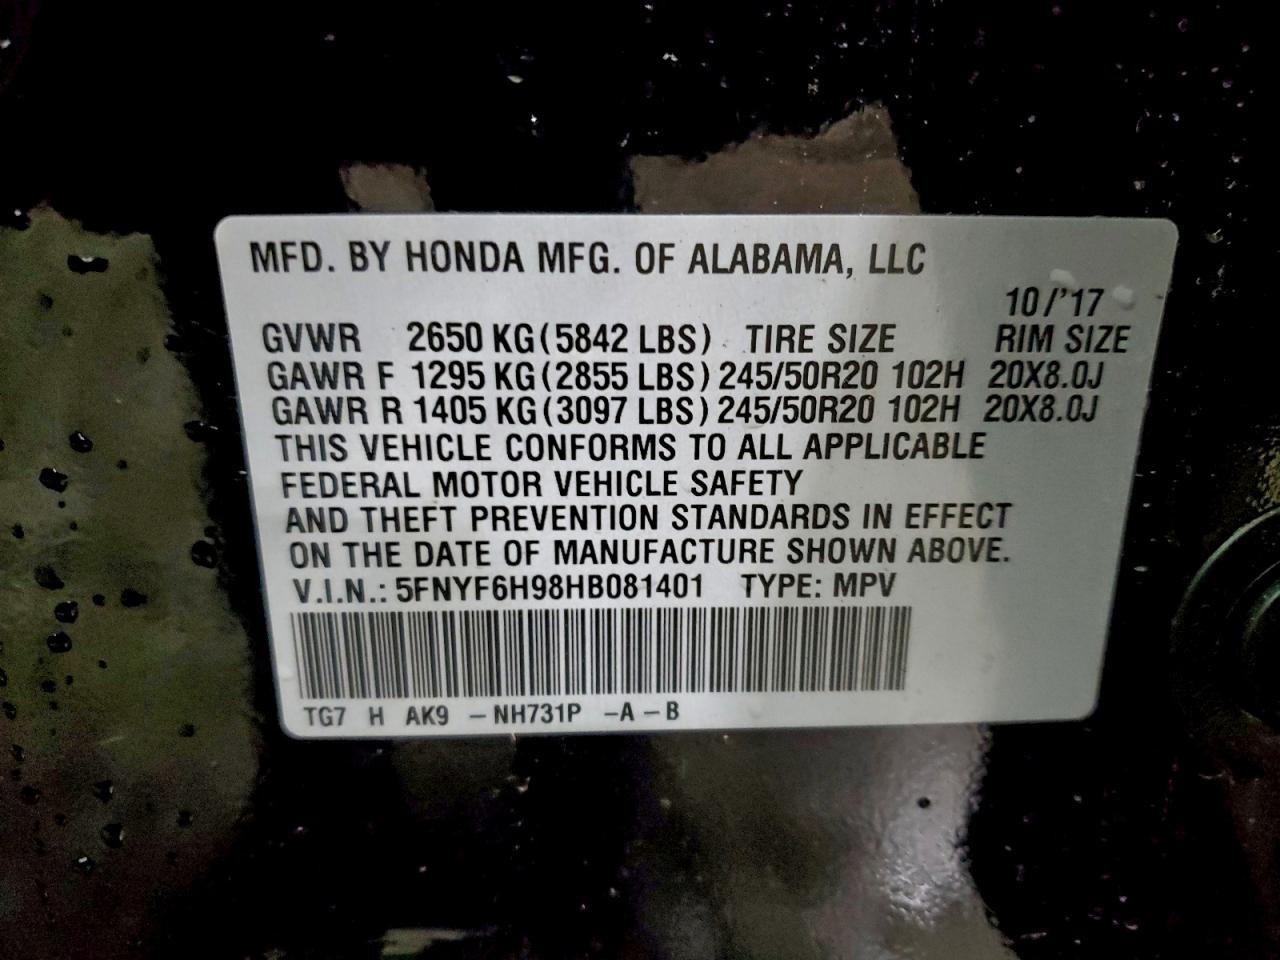 MFD. BY HONDA MFG. OF ALABAMA, LLC
10/'17
GVWR 2650 KG(5842 LBS) TIRE SIZE RIM SIZE
GAWR F 1295 KG(2855 LBS) 245/50R20 102H 20X8.0J
GAWR R 1405 KG(3097 LBS) 245/50R20 102H 20X8.0J
THIS VEHICLE CONFORMS TO ALL APPLICABLE
FEDERAL MOTOR VEHICLE SAFETY
AND THEFT PREVENTION STANDARDS IN EFFECT
ON THE DATE OF MANUFACTURE SHOWN ABOVE.
V.I.N.: 5FNYF6H98HB081401 TYPE: MPV
TG7 H AK9 -NH731P -A-B